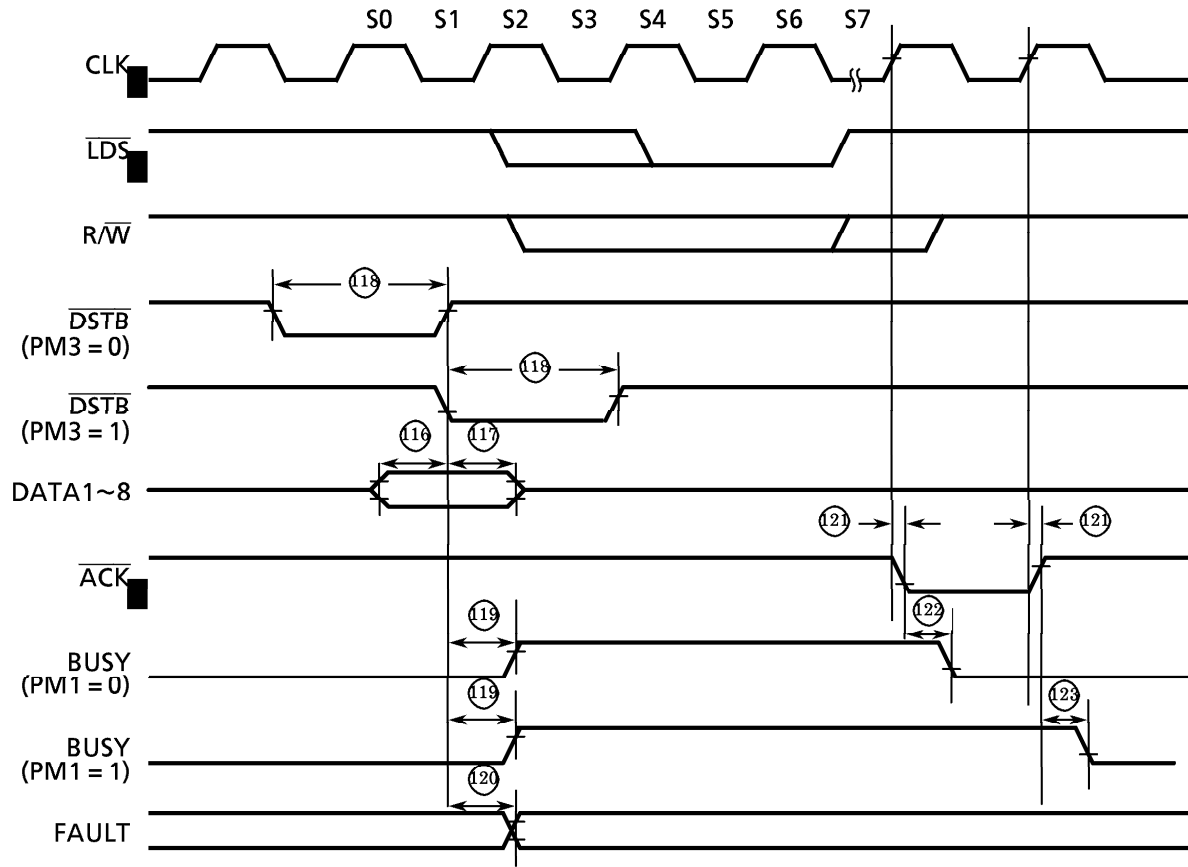 S0 S1 S2 S3 S4 S5 S6 S7
CLK
LDS
R/W
118
DSTB
(PM3 = 0)
118
DSTB
(PM3 = 1)
116 117
DATA1~8
121 121
ACK
122
119
BUSY
(PM1 = 0)
119
123
BUSY
(PM1 = 1)
120
FAULT